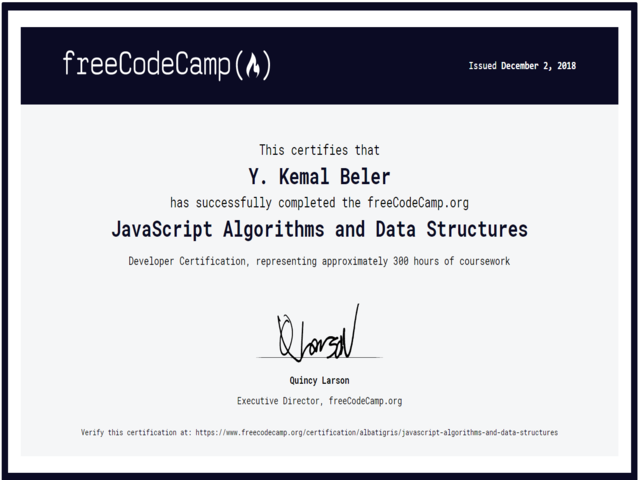 freeCodeCamp(🔥)
Issued December 2, 2018
This certifies that
Y. Kemal Beler
has successfully completed the freeCodeCamp.org
JavaScript Algorithms and Data Structures
Developer Certification, representing approximately 300 hours of coursework
Q Larson
Quincy Larson
Executive Director, freeCodeCamp.org
Verify this certification at: https://www.freecodecamp.org/certification/albatigris/javascript-algorithms-and-data-structures